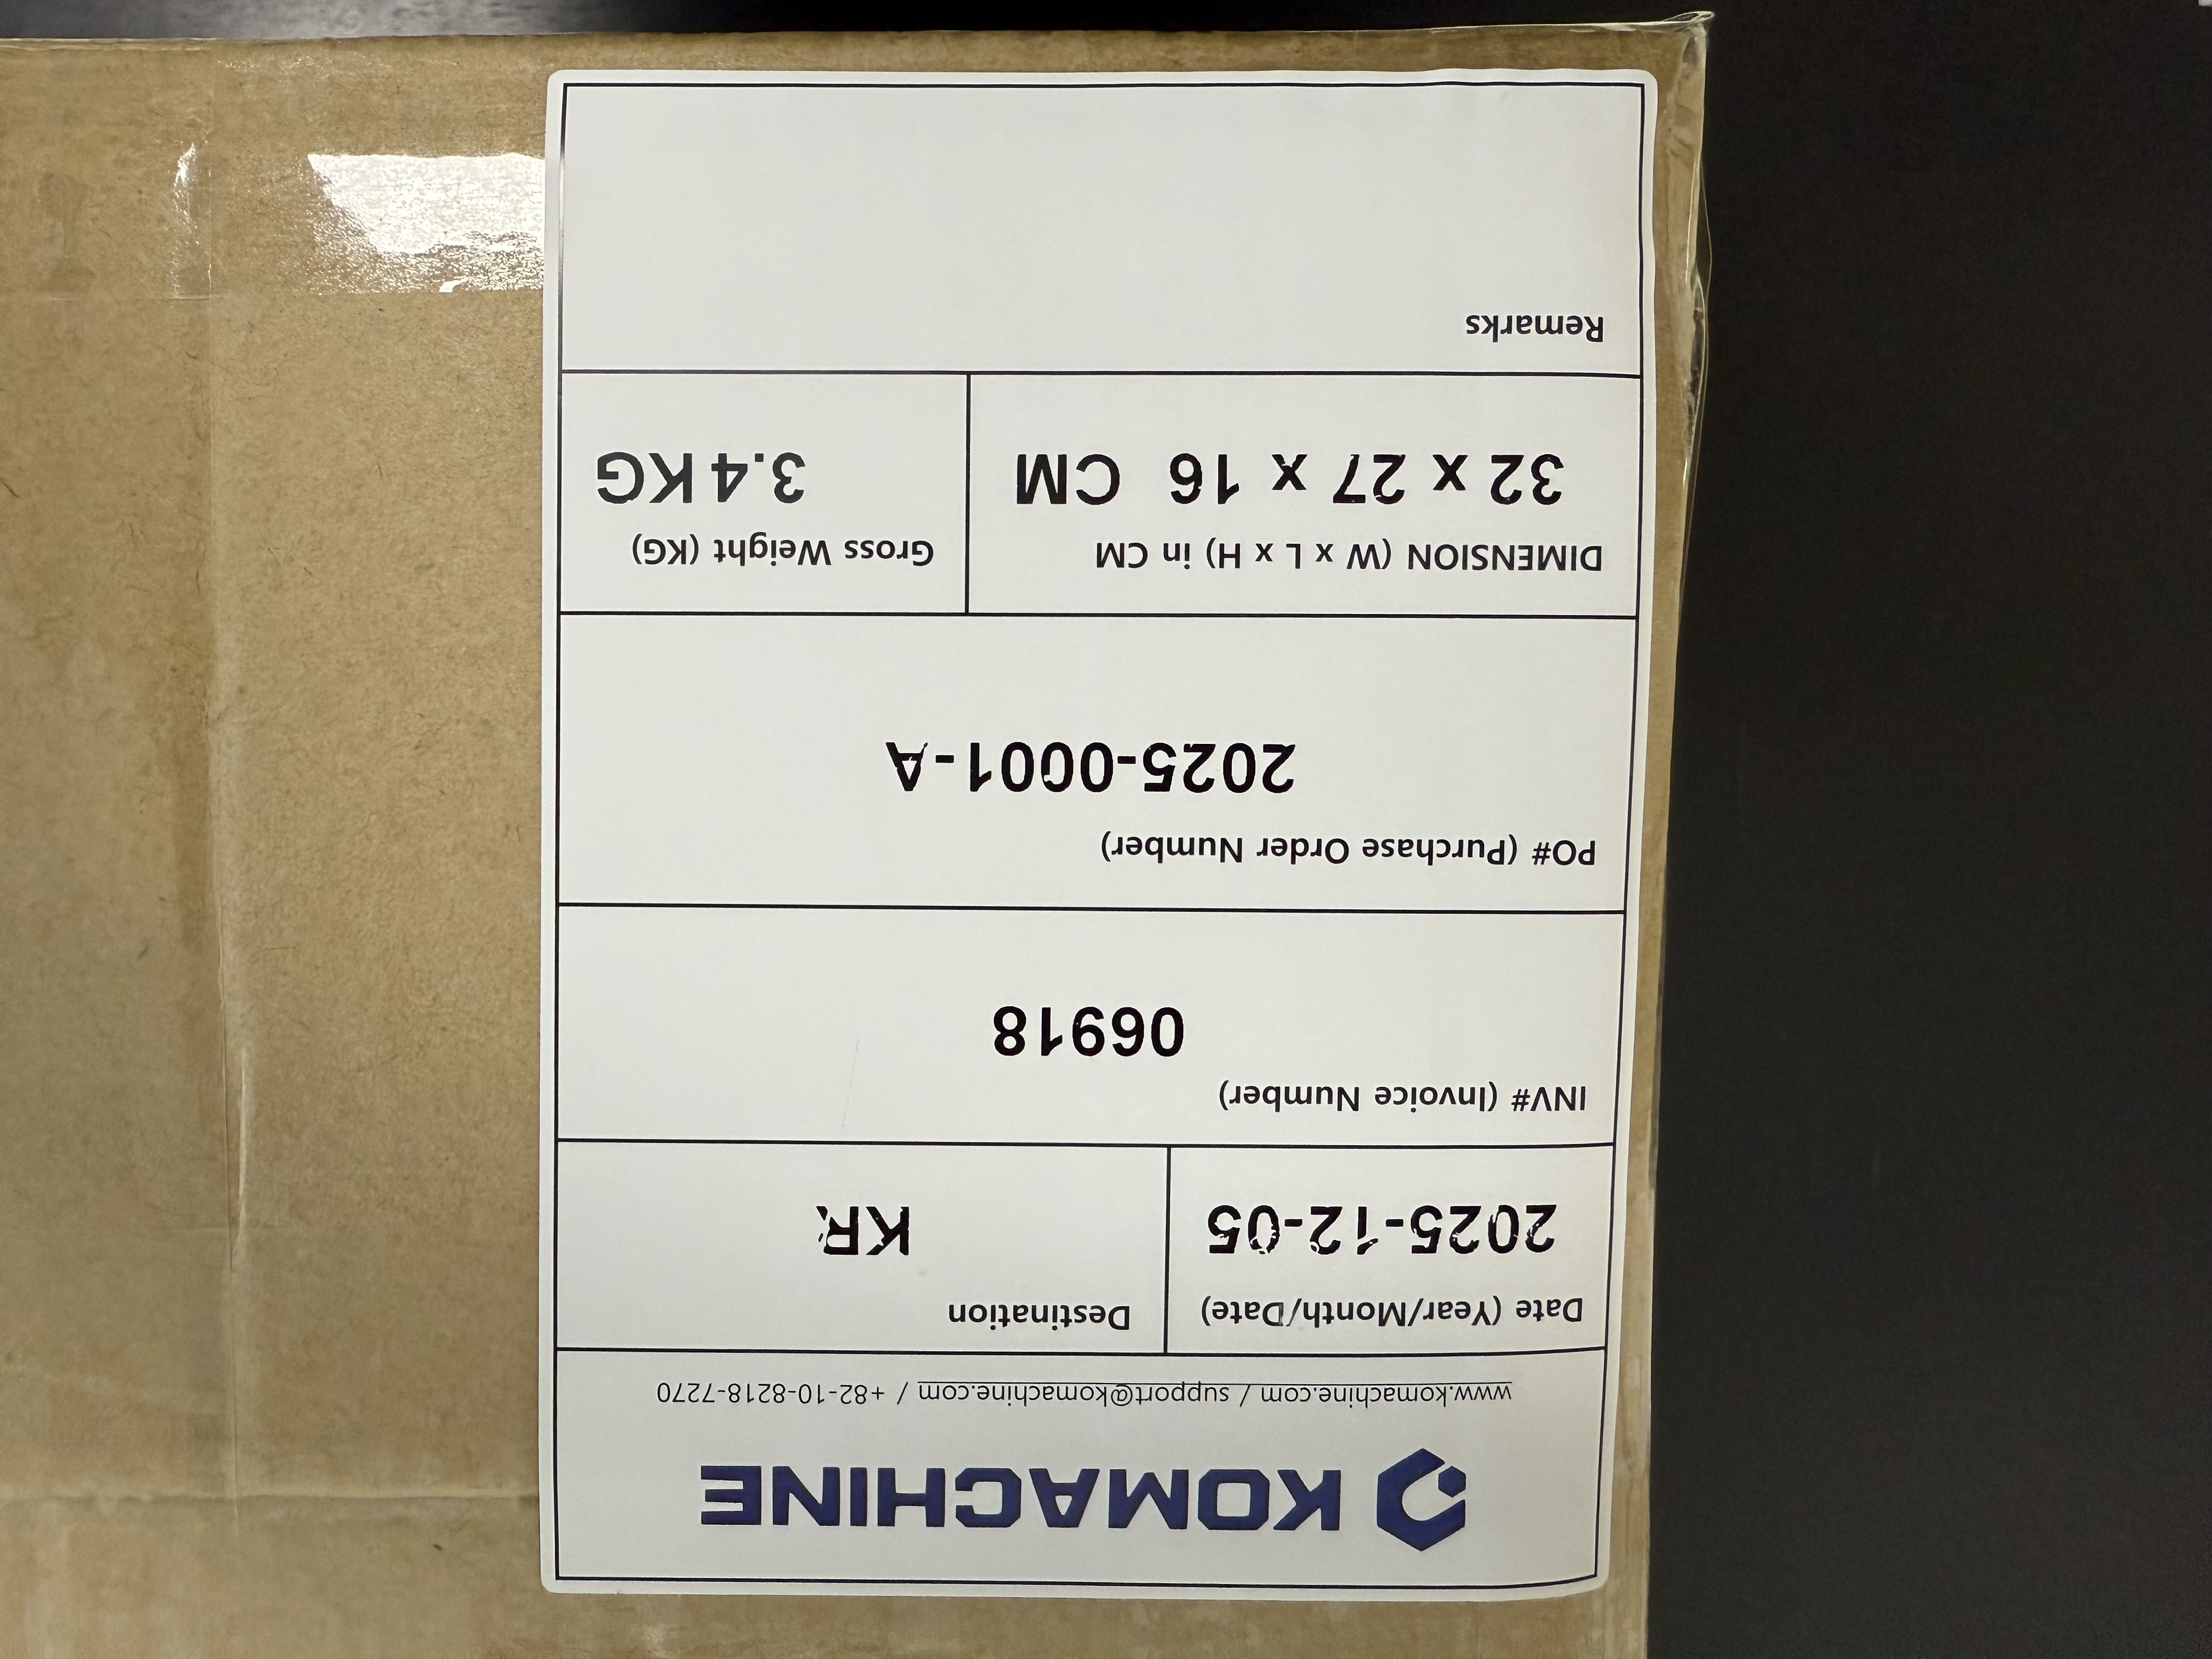 KOMACHINE
www.komachine.com / support@komachine.com / +82-10-8218-7270
Date (Year/Month/Date)
2025-12-05
Destination
KR
INV# (Invoice Number)
06918
PO# (Purchase Order Number)
2025-0001-A
DIMENSION (W x L x H) in CM
32 x 27 x 16 CM
Gross Weight (KG)
3.4 KG
Remarks